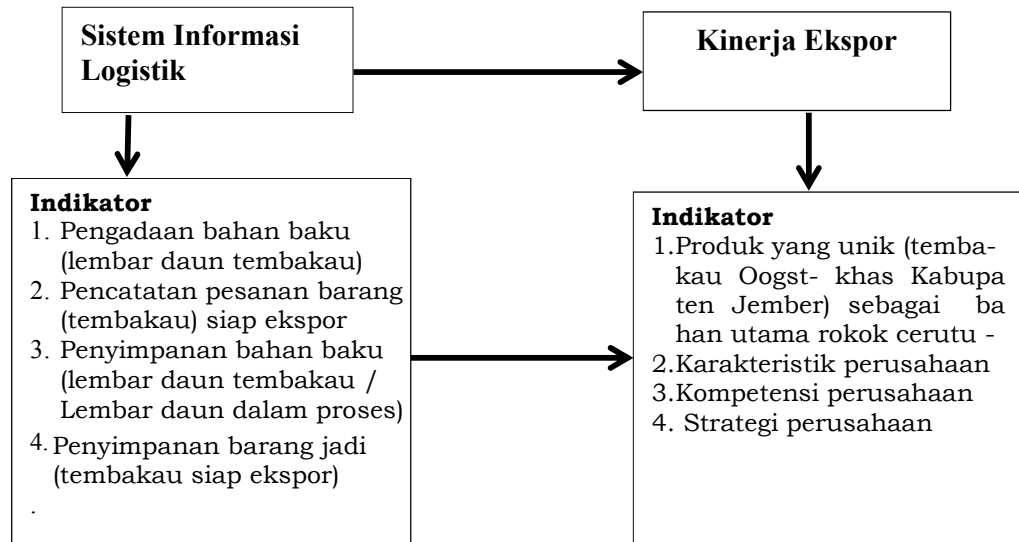 Sistem Informasi
Logistik
Kinerja Ekspor
Indikator
1. Pengadaan bahan baku
(lembar daun tembakau)
2. Pencatatan pesanan barang
(tembakau) siap ekspor
3. Penyimpanan bahan baku
(lembar daun tembakau /
Lembar daun dalam proses)
4. Penyimpanan barang jadi
(tembakau siap ekspor)
.
Indikator
1.Produk yang unik (temba-
kau Oogst- khas Kabupa
ten Jember) sebagai ba
han utama rokok cerutu -
2.Karakteristik perusahaan
3.Kompetensi perusahaan
4. Strategi perusahaan